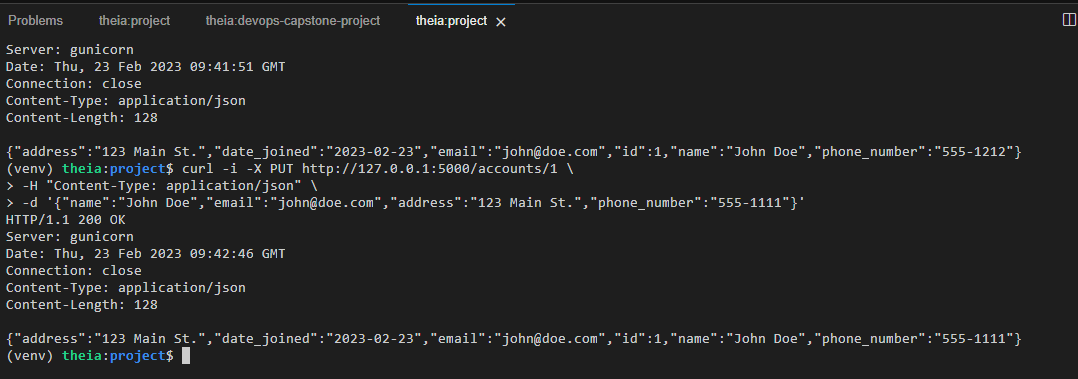 Problems theia:project theia:devops-capstone-project theia:project ×
Server: gunicorn
Date: Thu, 23 Feb 2023 09:41:51 GMT
Connection: close
Content-Type: application/json
Content-Length: 128
{"address":"123 Main St.","date_joined":"2023-02-23","email":"john@doe.com","id":1,"name":"John Doe","phone_number":"555-1212"}
(venv) theia:project$ curl -i -X PUT http://127.0.0.1:5000/accounts/1 \
> -H "Content-Type: application/json" \
> -d '{"name":"John Doe","email":"john@doe.com","address":"123 Main St.","phone_number":"555-1111"}'
HTTP/1.1 200 OK
Server: gunicorn
Date: Thu, 23 Feb 2023 09:42:46 GMT
Connection: close
Content-Type: application/json
Content-Length: 128
{"address":"123 Main St.","date_joined":"2023-02-23","email":"john@doe.com","id":1,"name":"John Doe","phone_number":"555-1111"}
(venv) theia:project$